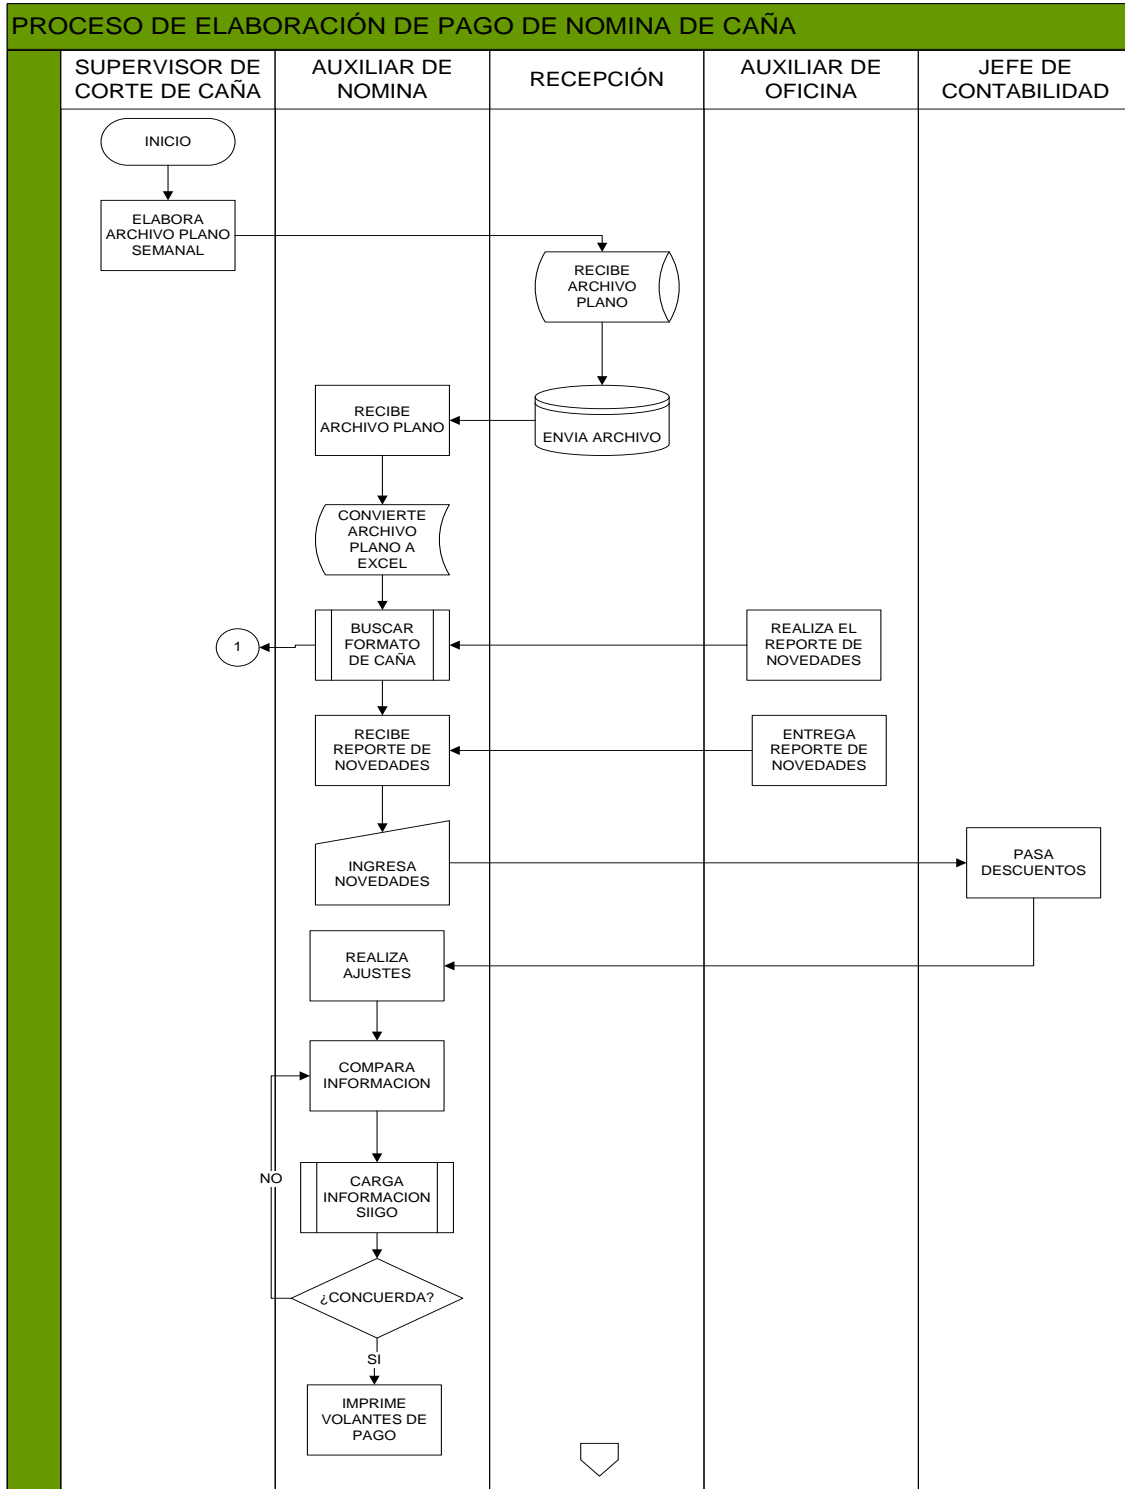 PROCESO DE ELABORACIÓN DE PAGO DE NOMINA DE CAÑA
SUPERVISOR DE
CORTE DE CAÑA
AUXILIAR DE
NOMINA
RECEPCIÓN
AUXILIAR DE
OFICINA
JEFE DE
CONTABILIDAD
INICIO
ELABORA
ARCHIVO PLANO
SEMANAL
RECIBE
ARCHIVO
PLANO
ENVIA ARCHIVO
RECIBE
ARCHIVO PLANO
CONVIERTE
ARCHIVO
PLANO A
EXCEL
1
BUSCAR
FORMATO
DE CAÑA
REALIZA EL
REPORTE DE
NOVEDADES
RECIBE
REPORTE DE
NOVEDADES
ENTREGA
REPORTE DE
NOVEDADES
INGRESA
NOVEDADES
PASA
DESCUENTOS
REALIZA
AJUSTES
COMPARA
INFORMACION
NO
CARGA
INFORMACION
SIIGO
¿CONCUERDA?
SI
IMPRIME
VOLANTES DE
PAGO